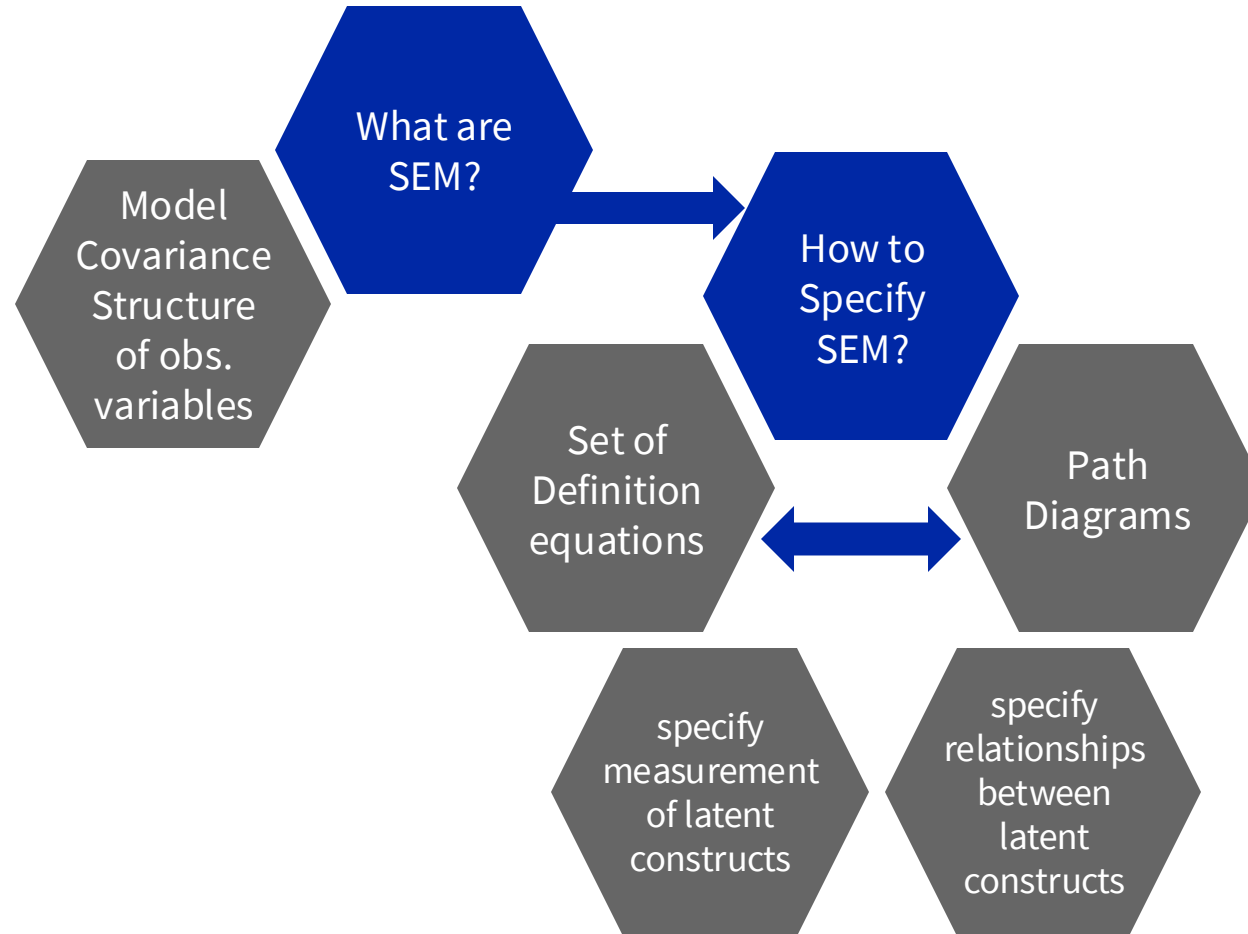 What are
SEM?
Model
Covariance
Structure
of obs.
variables
How to
Specify
SEM?
Set of
Definition
equations
Path
Diagrams
specify
measurement
of latent
constructs
specify
relationships
between
latent
constructs